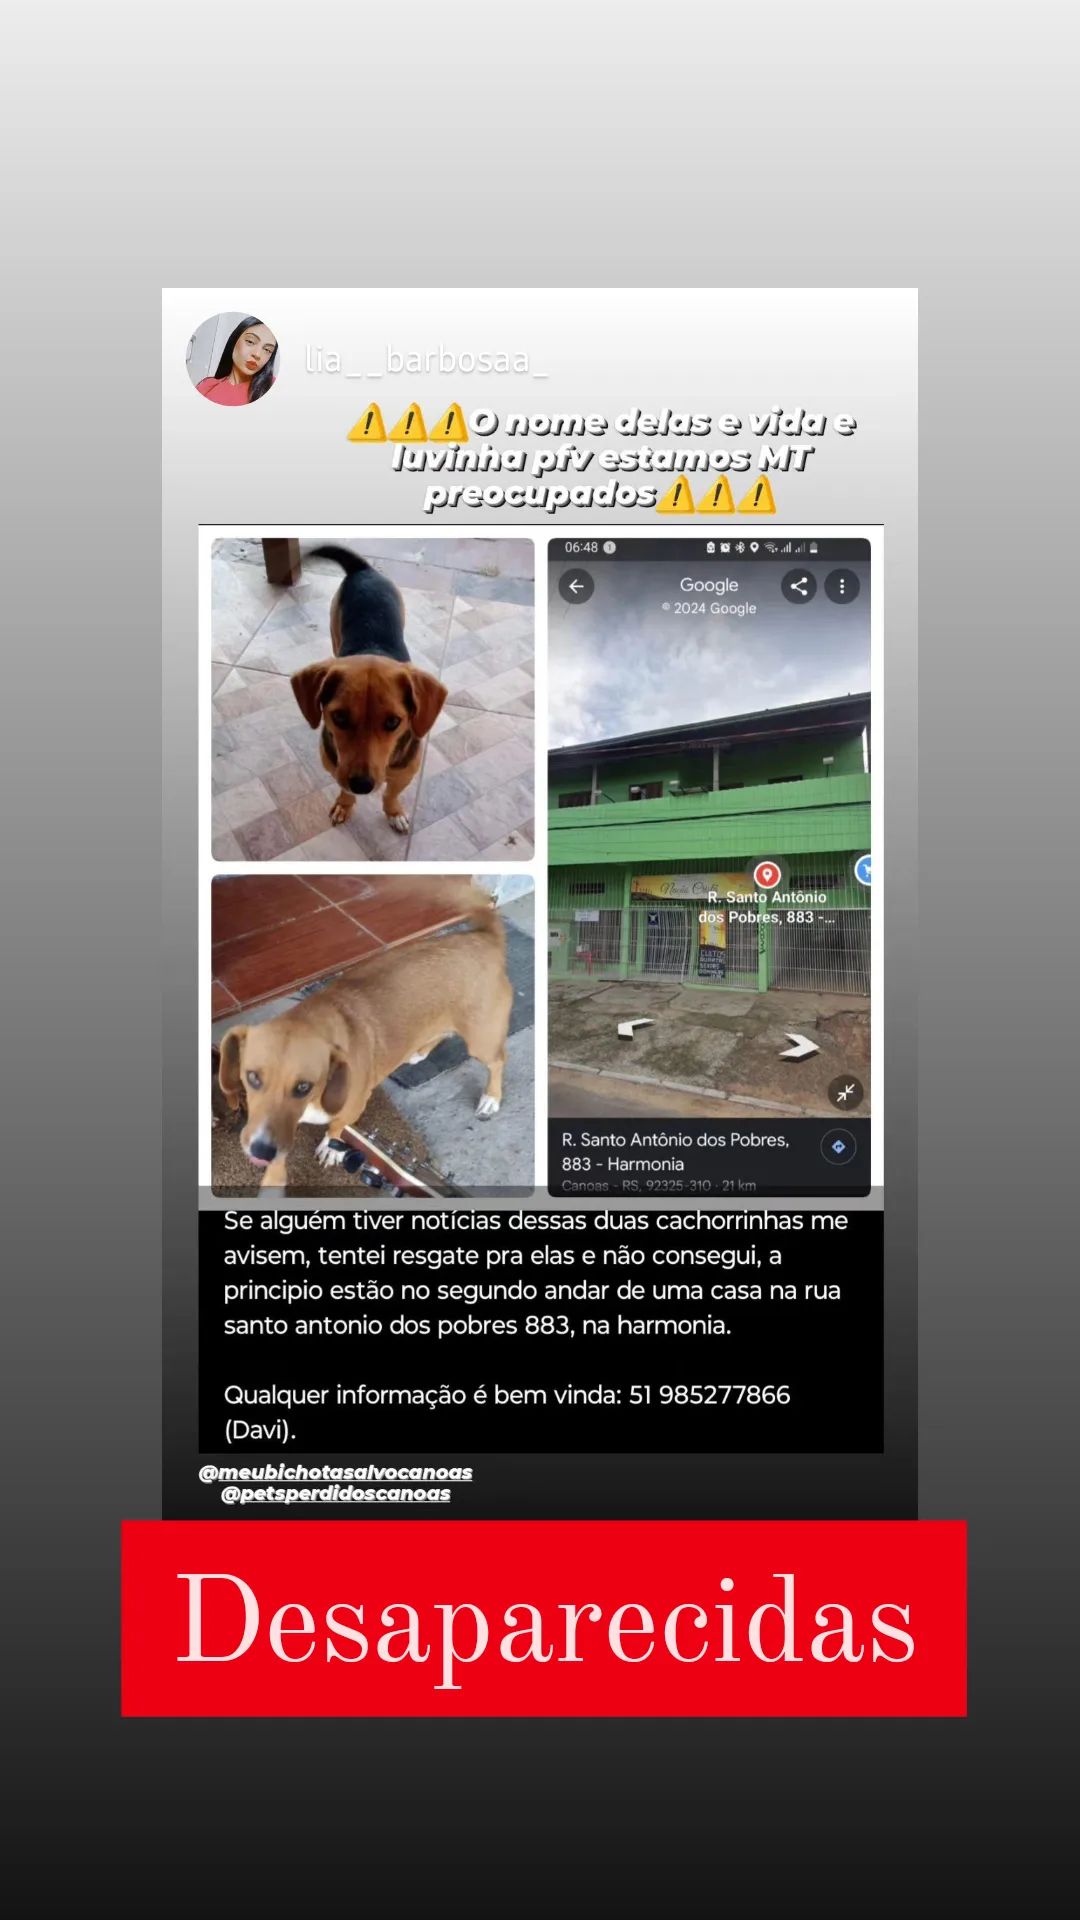 lia__barbosaa_
⚠️⚠️⚠️O nome delas e vida e
luvinha pfv estamos MT
preocupados⚠️⚠️⚠️
06:48
Google
© 2024 Google
R. Santo Antônio
dos Pobres, 883 -...
R. Santo Antônio dos Pobres,
883 - Harmonia
Canoas - RS, 92325-310 · 21 km
Se alguém tiver notícias dessas duas cachorrinhas me
avisem, tentei resgate pra elas e não consegui, a
principio estão no segundo andar de uma casa na rua
santo antonio dos pobres 883, na harmonia.
Qualquer informação é bem vinda: 51 985277866
(Davi).
@meubichotasalvocanoas
@petsperdidoscanoas
Desaparecidas